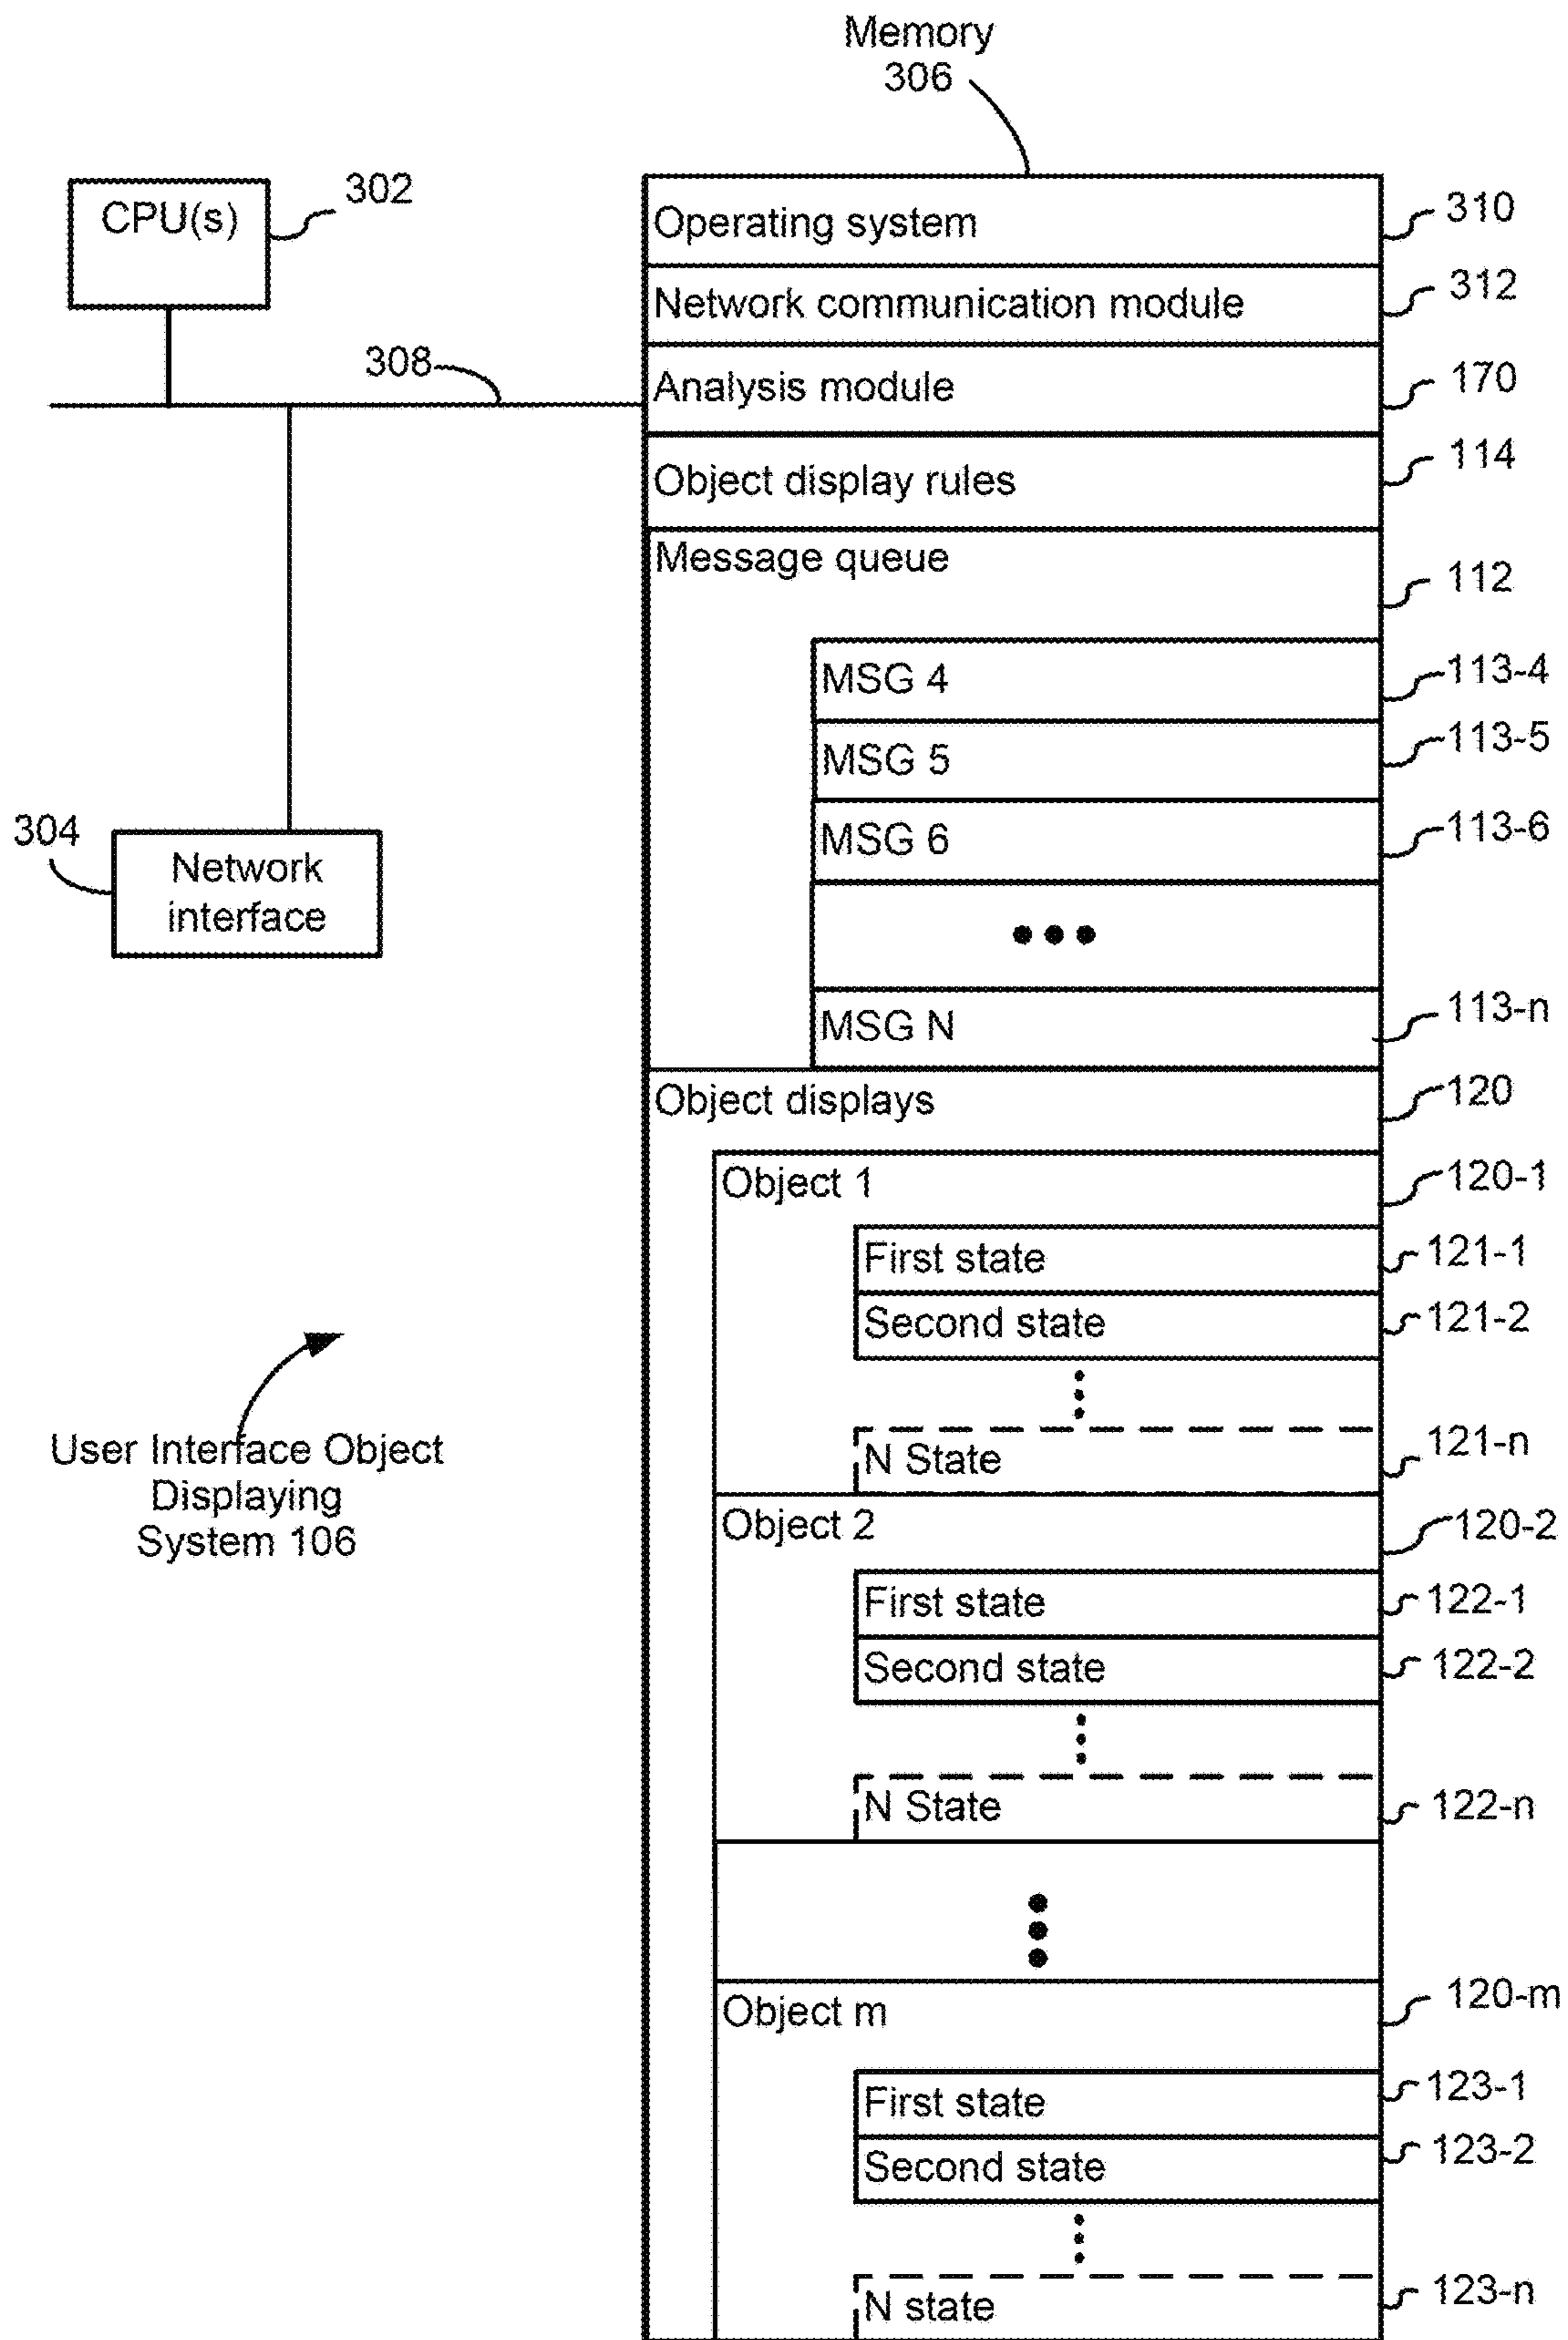 Memory
306
CPU(s)
302
308
304
Network
interface
User Interface Object
Displaying
System 106
Operating system
310
Network communication module
312
Analysis module
170
Object display rules
114
Message queue
112
MSG 4
113-4
MSG 5
113-5
MSG 6
113-6
MSG N
113-n
Object displays
120
Object 1
120-1
First state
121-1
Second state
121-2
N State
121-n
Object 2
120-2
First state
122-1
Second state
122-2
N State
122-n
Object m
120-m
First state
123-1
Second state
123-2
N state
123-n